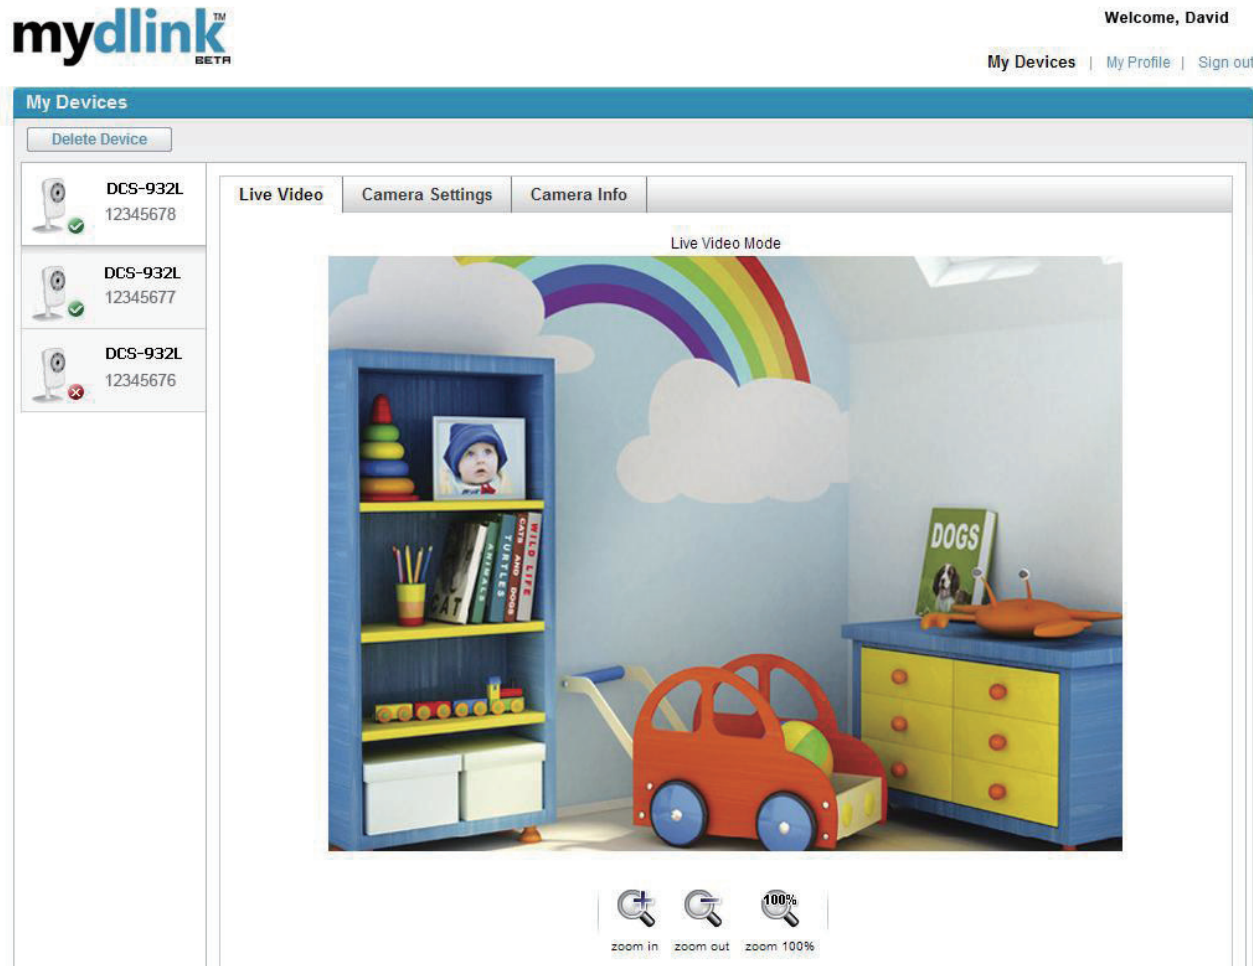 mydlink™
BETA
Welcome, David
My Devices | My Profile | Sign out
My Devices
Delete Device
DCS-932L
12345678
DCS-932L
12345677
DCS-932L
12345676
Live Video
Camera Settings
Camera Info
Live Video Mode
CAT
ANIMALS
TURTLES
CATS AND DOGS
WILD LIFE
DOGS
100%
zoom in
zoom out
zoom 100%